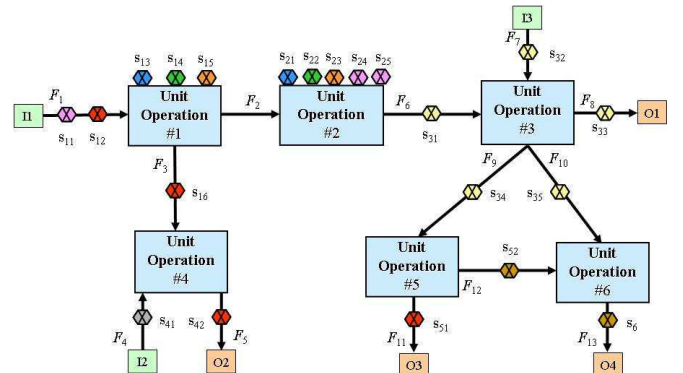 I3
F7
s32
s13 s14 s15
s21 s22 s23 s24 s25
I1
F1
s11 s12
Unit
Operation
#1
F2
Unit
Operation
#2
F6
s31
Unit
Operation
#3
F8
s33
O1
F3
s16
F9
F10
s34
s35
Unit
Operation
#4
Unit
Operation
#5
F12
s52
Unit
Operation
#6
F4
s41
s42
F5
F11
s51
F13
s6
I2
O2
O3
O4